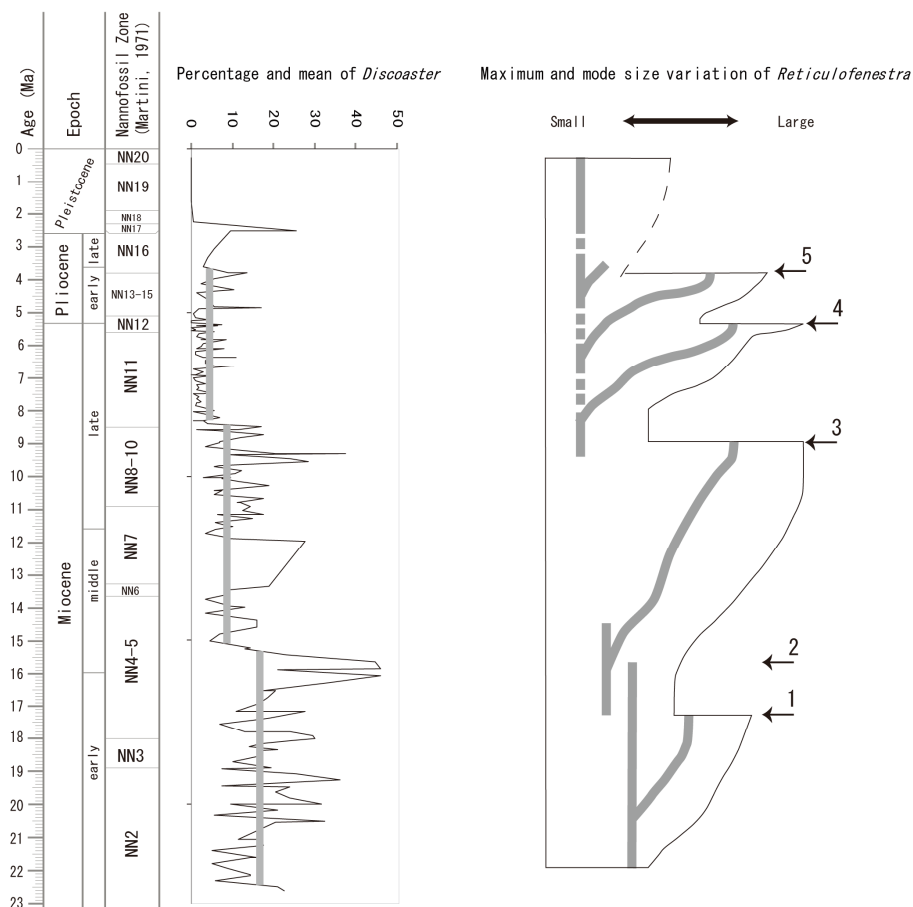 Age (Ma)
Epoch
Nannofossil Zone
(Martini, 1971)
Percentage and mean of Discoaster
Maximum and mode size variation of Reticulofenestra
0
10
20
30
40
50
Small
Large
0
1
2
3
4
5
6
7
8
9
10
11
12
13
14
15
16
17
18
19
20
21
22
23
Pleistocene
Pliocene
late
early
Miocene
late
middle
early
NN20
NN19
NN18
NN17
NN16
NN13-15
NN12
NN11
NN8-10
NN7
NN6
NN4-5
NN3
NN2
5
4
3
2
1